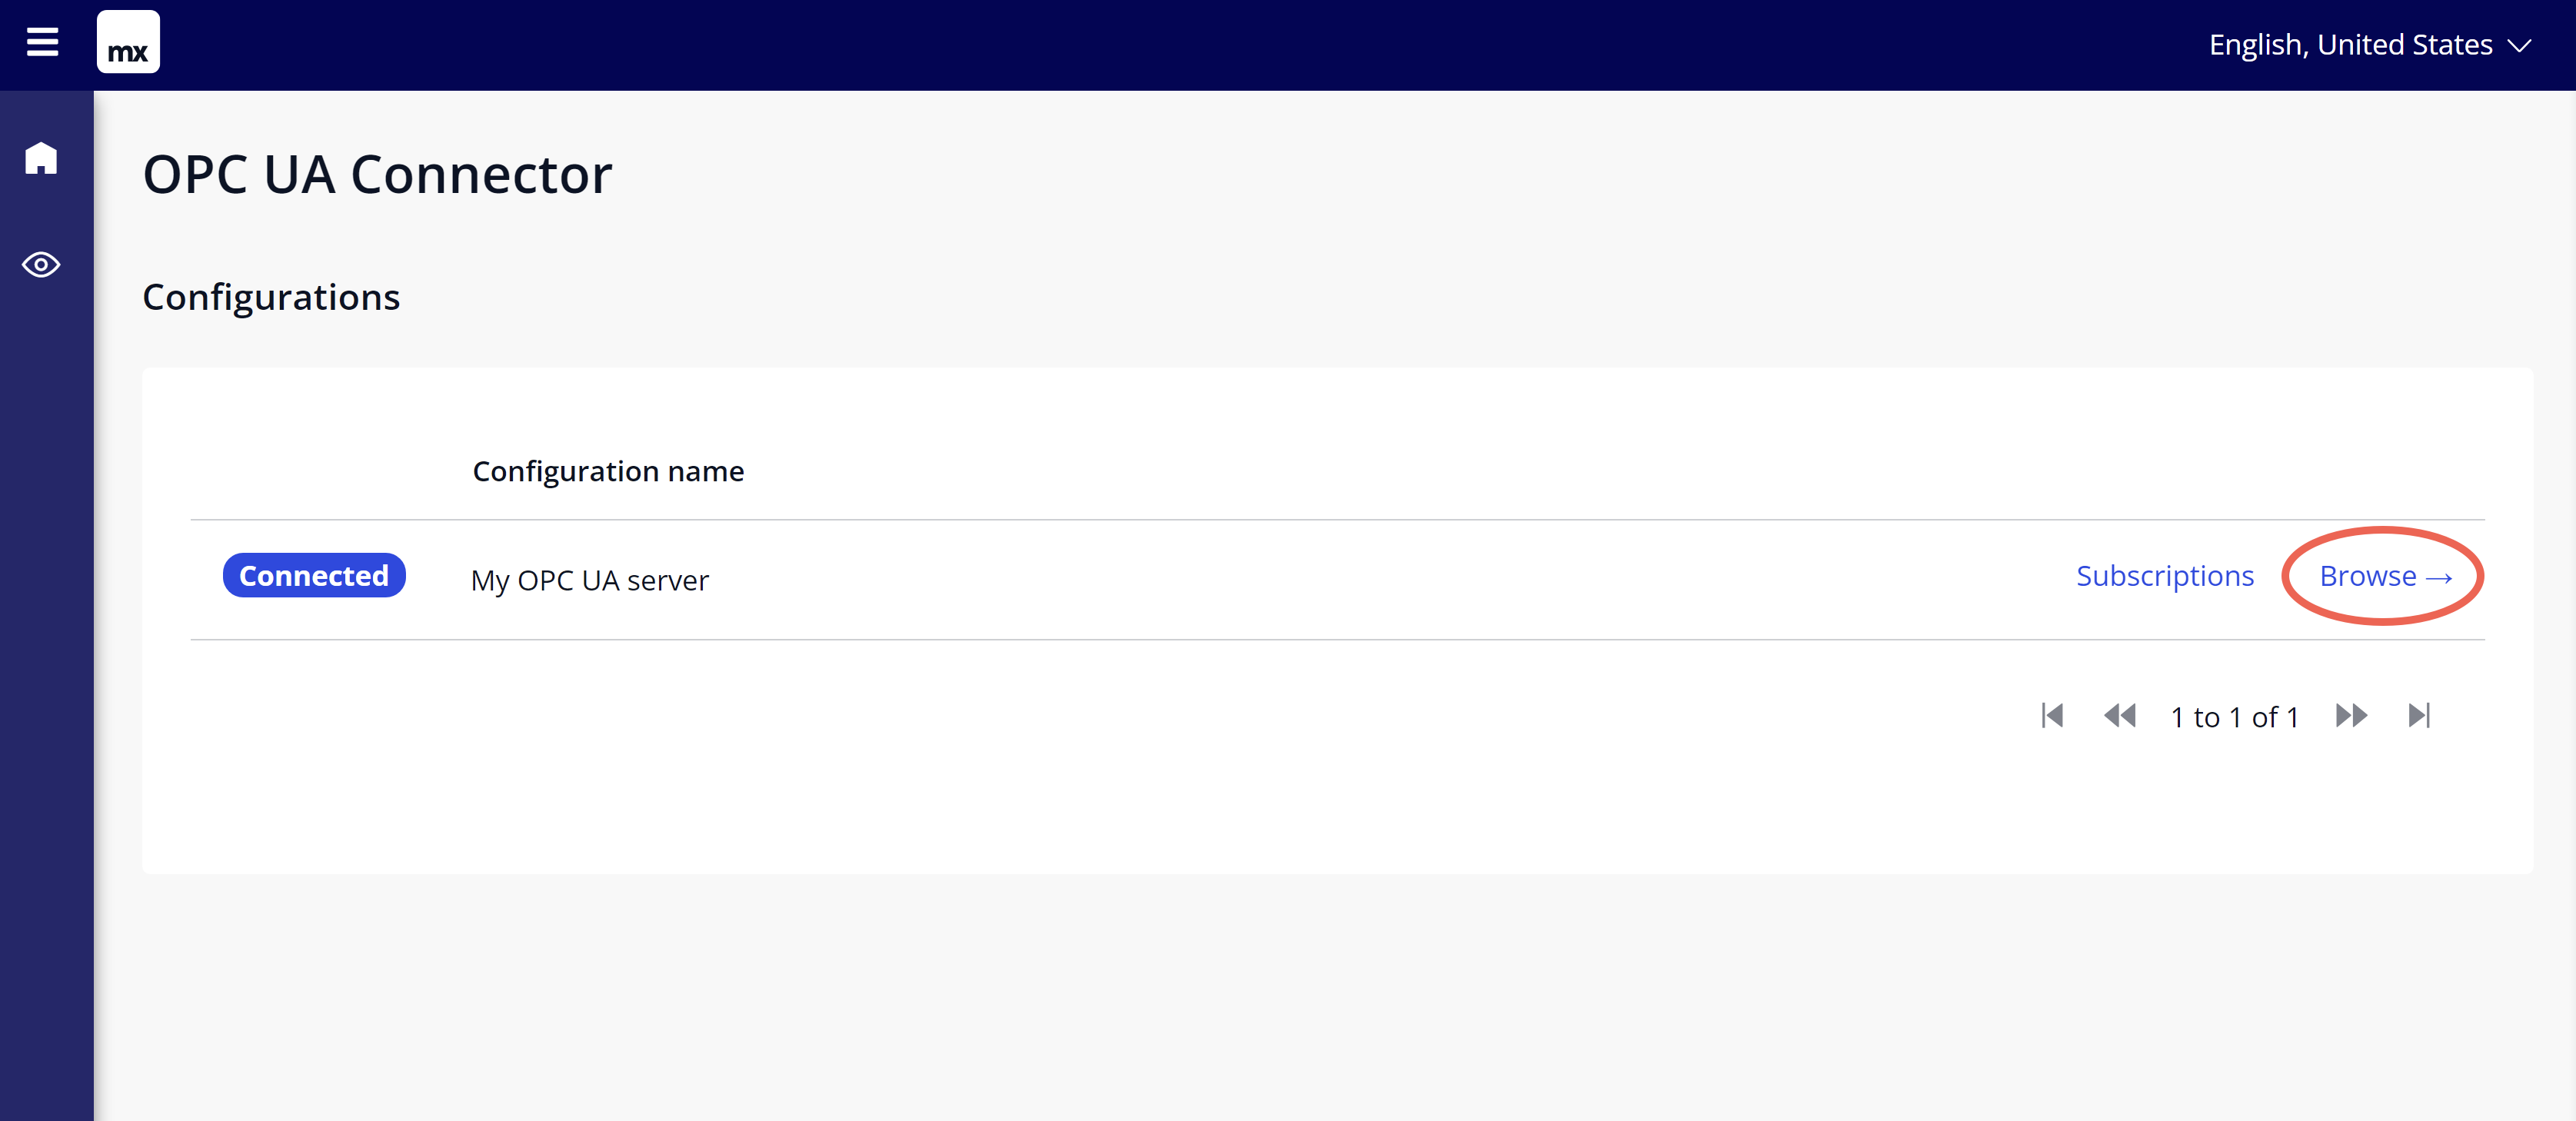 mx
English, United States
OPC UA Connector
Configurations
Configuration name
Connected
My OPC UA server
Subscriptions
Browse →
1 to 1 of 1